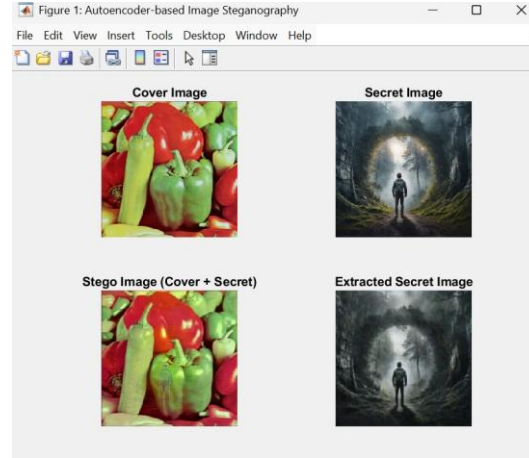 Figure 1: Autoencoder-based Image Steganography
File Edit View Insert Tools Desktop Window Help
Cover Image
Secret Image
Stego Image (Cover + Secret)
Extracted Secret Image